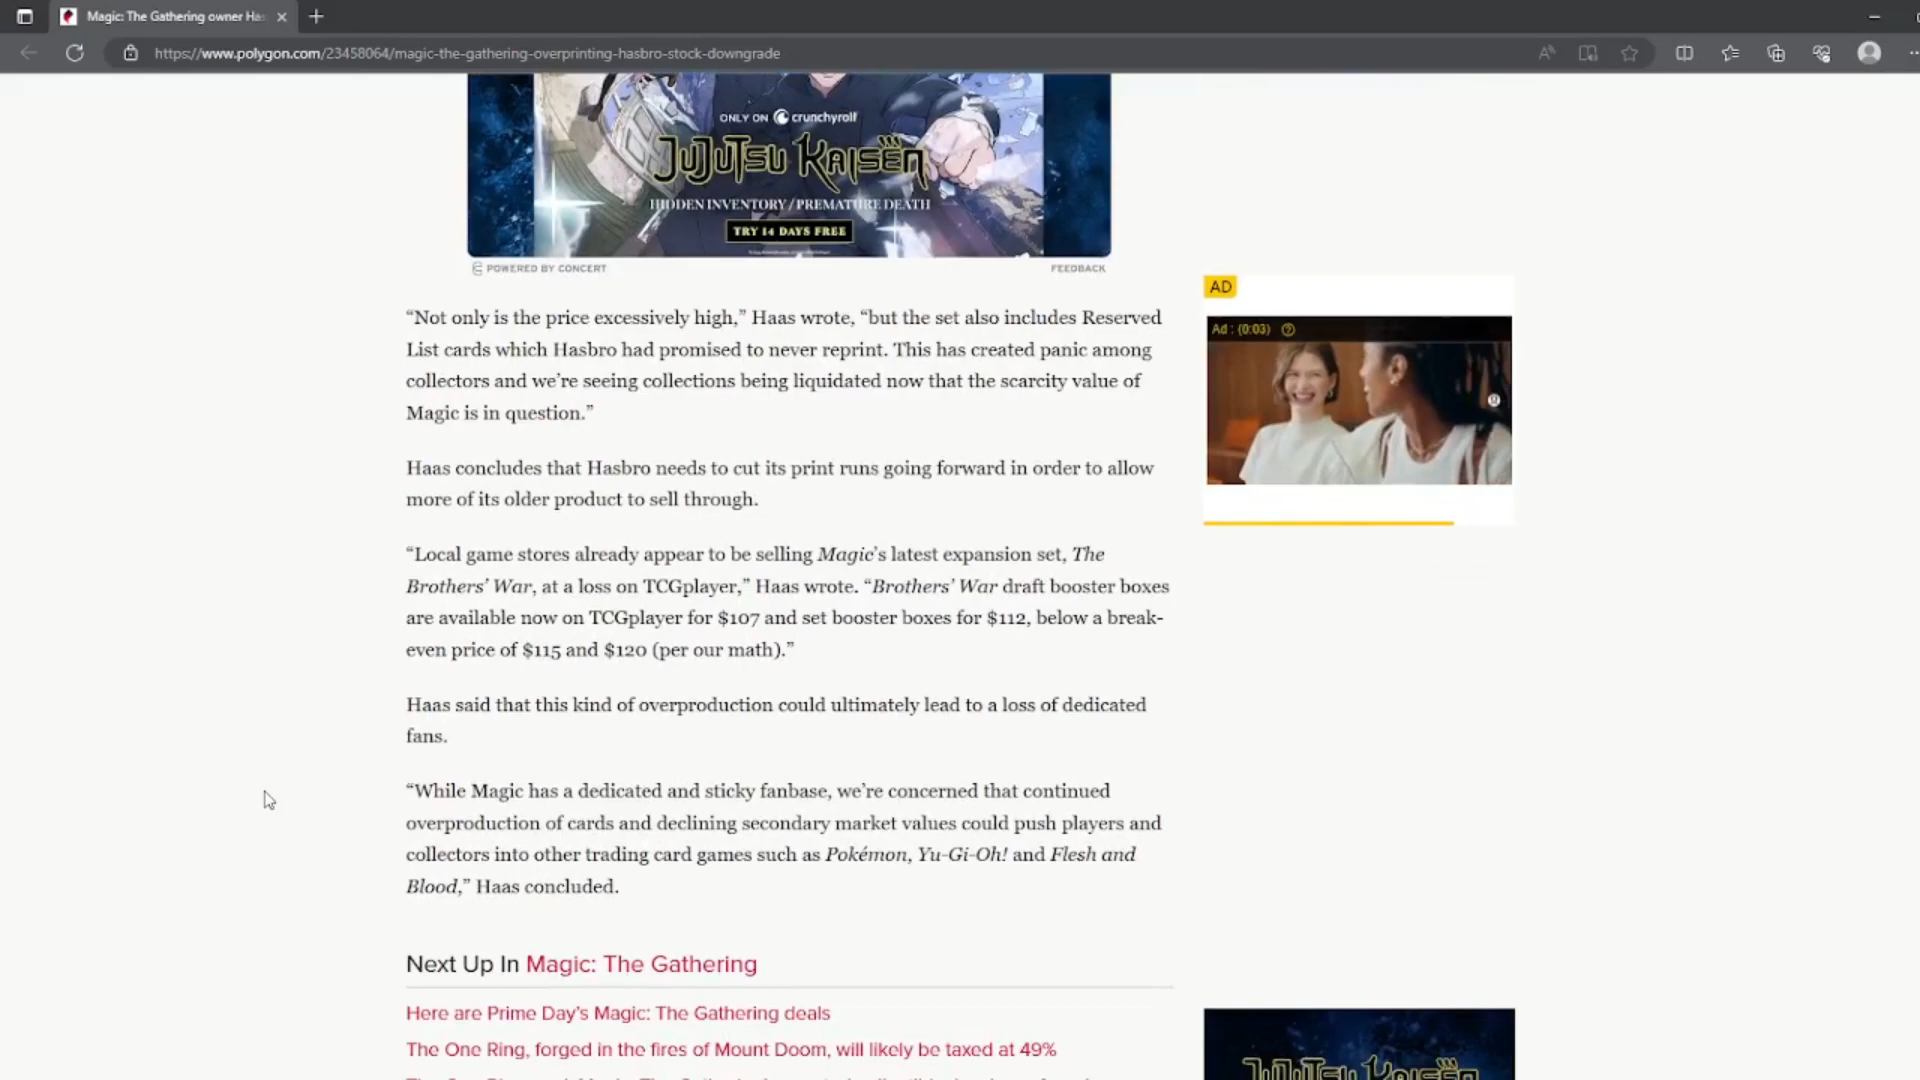 Magic: The Gathering owner Ha
https://www.polygon.com/23458064/magic-the-gathering-overprinting-hasbro-stock-downgrade
ONLY ON crunchyroll
JUJUTSU KAISEN
HIDDEN INVENTORY / PREMATURE DEATH
TRY 14 DAYS FREE
POWERED BY CONCERT
FEEDBACK
AD
Ad : (0:03)
“Not only is the price excessively high,” Haas wrote, “but the set also includes Reserved
List cards which Hasbro had promised to never reprint. This has created panic among
collectors and we’re seeing collections being liquidated now that the scarcity value of
Magic is in question.”
Haas concludes that Hasbro needs to cut its print runs going forward in order to allow
more of its older product to sell through.
“Local game stores already appear to be selling Magic’s latest expansion set, The
Brothers’ War, at a loss on TCGplayer,” Haas wrote. “Brothers’ War draft booster boxes
are available now on TCGplayer for $107 and set booster boxes for $112, below a break-
even price of $115 and $120 (per our math).”
Haas said that this kind of overproduction could ultimately lead to a loss of dedicated
fans.
“While Magic has a dedicated and sticky fanbase, we’re concerned that continued
overproduction of cards and declining secondary market values could push players and
collectors into other trading card games such as Pokémon, Yu-Gi-Oh! and Flesh and
Blood,” Haas concluded.
Next Up In Magic: The Gathering
Here are Prime Day’s Magic: The Gathering deals
The One Ring, forged in the fires of Mount Doom, will likely be taxed at 49%
JUJUTSU KAISEN